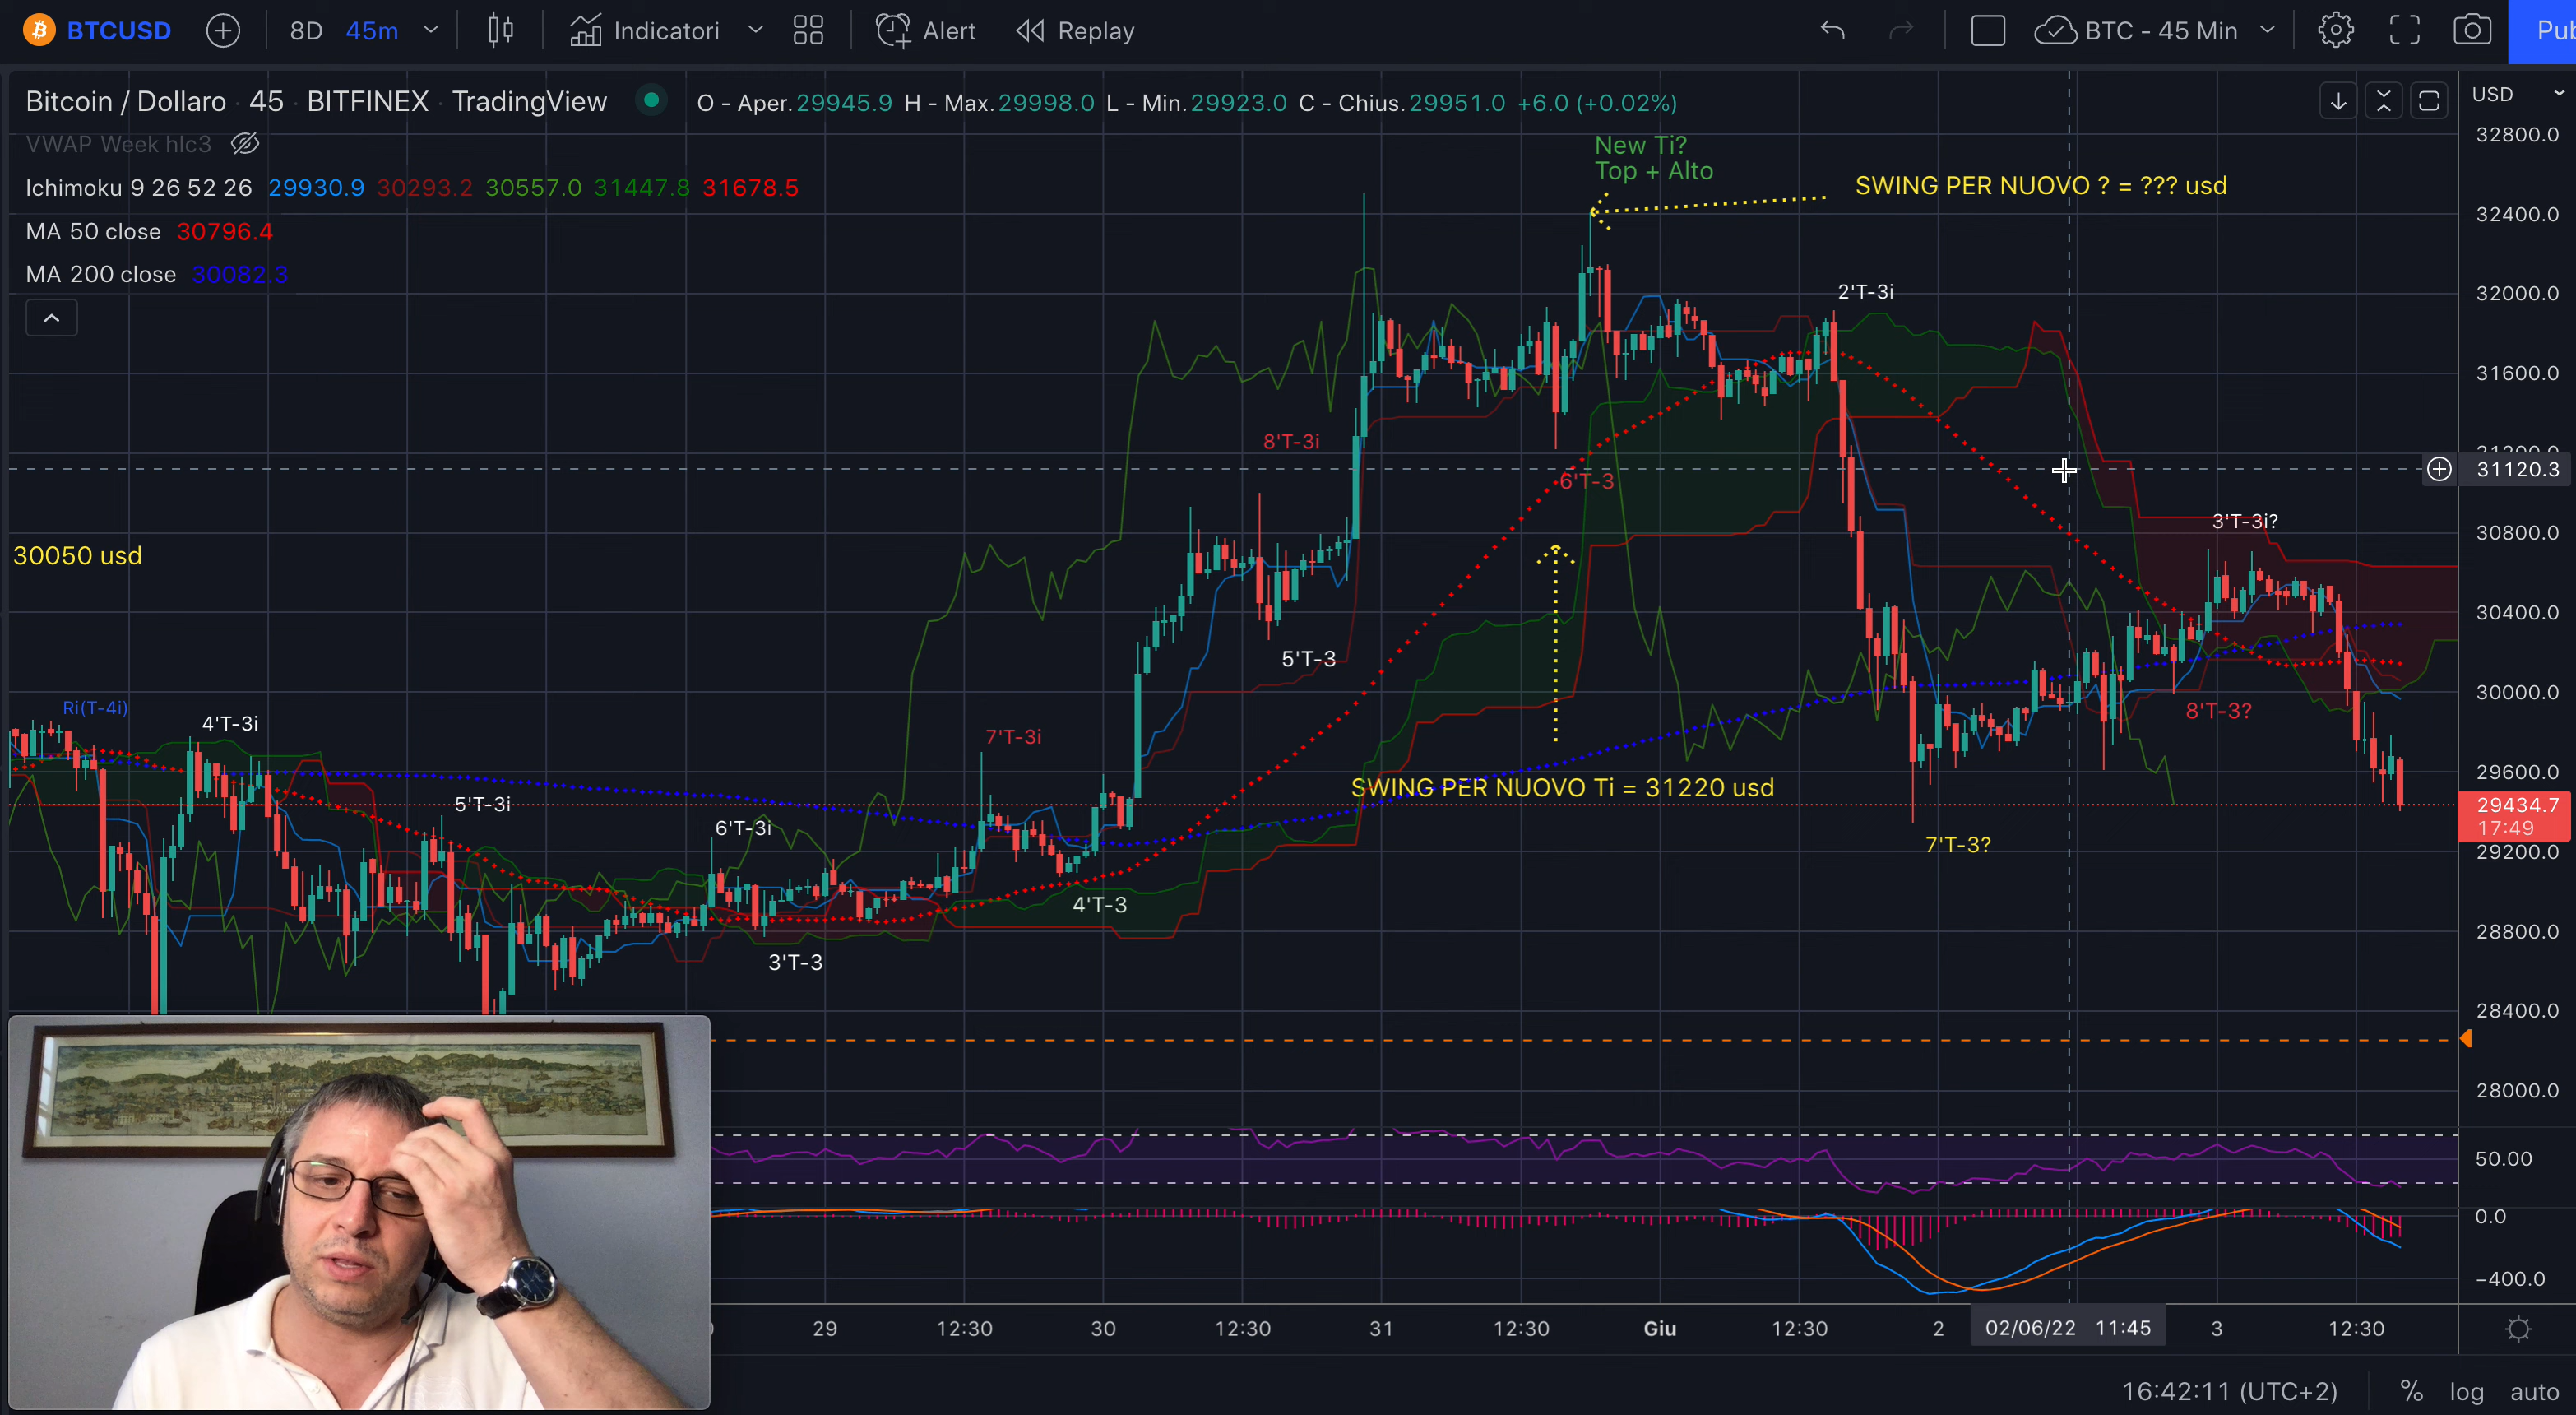 BTCUSD 8D 45m Indicatori Alert Replay BTC - 45 Min Pub
Bitcoin / Dollaro · 45 · BITFINEX · TradingView O - Aper.29945.9 H - Max.29998.0 L - Min.29923.0 C - Chius.29951.0 +6.0 (+0.02%)
USD
VWAP Week hlc3
Ichimoku 9 26 52 26 29930.9 30293.2 30557.0 31447.8 31678.5
MA 50 close 30796.4
MA 200 close 30082.3
New Ti?
Top + Alto
SWING PER NUOVO ? = ??? usd
2'T-3i
8'T-3i
6'T-3
3'T-3i?
30050 usd
5'T-3
Ri(T-4i)
4'T-3i
7'T-3i
8'T-3?
SWING PER NUOVO Ti = 31220 usd
5'T-3i
6'T-3i
7'T-3?
4'T-3
3'T-3
32800.0
32400.0
32000.0
31600.0
31200.0
31120.3
30800.0
30400.0
30000.0
29600.0
29434.7
17:49
29200.0
28800.0
28400.0
28000.0
50.00
0.0
−400.0
29 12:30 30 12:30 31 12:30 Giu 12:30 2 02/06/22 11:45 3 12:30
16:42:11 (UTC+2) % log auto